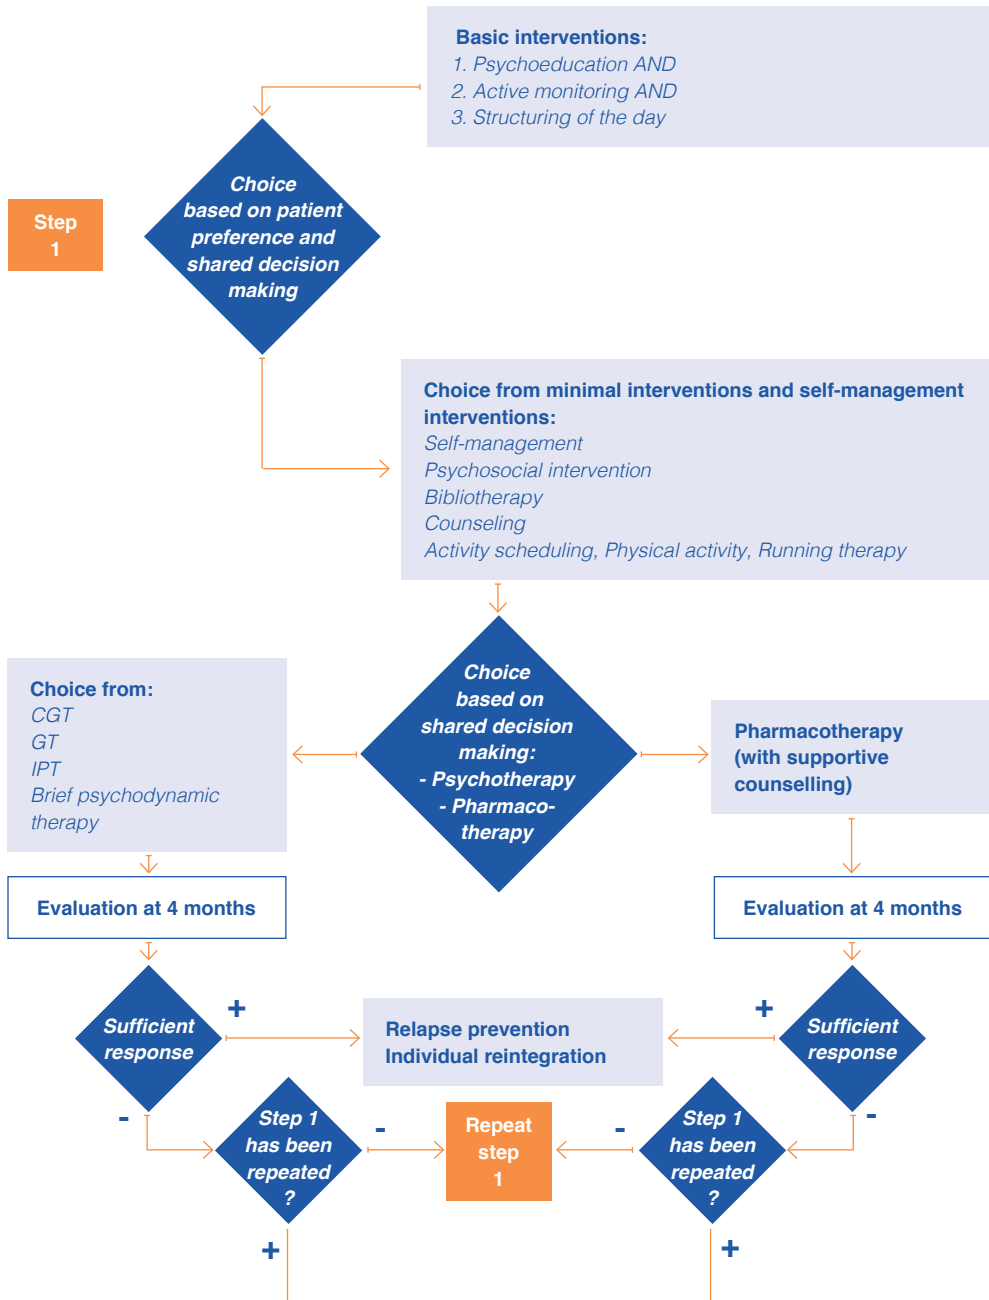 Basic interventions:
1. Psychoeducation AND
2. Active monitoring AND
3. Structuring of the day
Step
1
Choice
based on patient
preference and
shared decision
making
Choice from minimal interventions and self-management
interventions:
Self-management
Psychosocial intervention
Bibliotherapy
Counseling
Activity scheduling, Physical activity, Running therapy
Choice
based on
shared decision
making:
- Psychotherapy
- Pharmaco-
therapy
Choice from:
CGT
GT
IPT
Brief psychodynamic
therapy
Pharmacotherapy
(with supportive
counselling)
Evaluation at 4 months
Evaluation at 4 months
Sufficient
response
+
-
Relapse prevention
Individual reintegration
Sufficient
response
+
-
Step 1
has been
repeated
?
-
+
Repeat
step
1
Step 1
has been
repeated
?
-
+